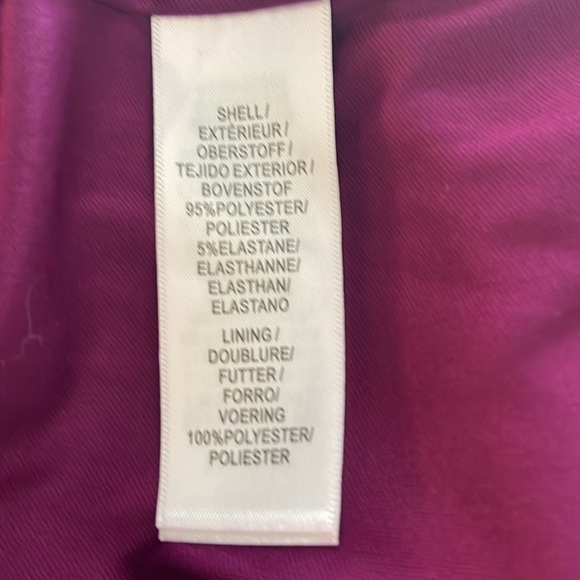 SHELL/
EXTÉRIEUR/
OBERSTOFF/
TEJIDO EXTERIOR/
BOVENSTOF
95%POLYESTER/
POLIESTER
5%ELASTANE/
ELASTHANNE/
ELASTHAN/
ELASTANO
LINING/
DOUBLURE/
FUTTER/
FORRO/
VOERING
100%POLYESTER/
POLIESTER